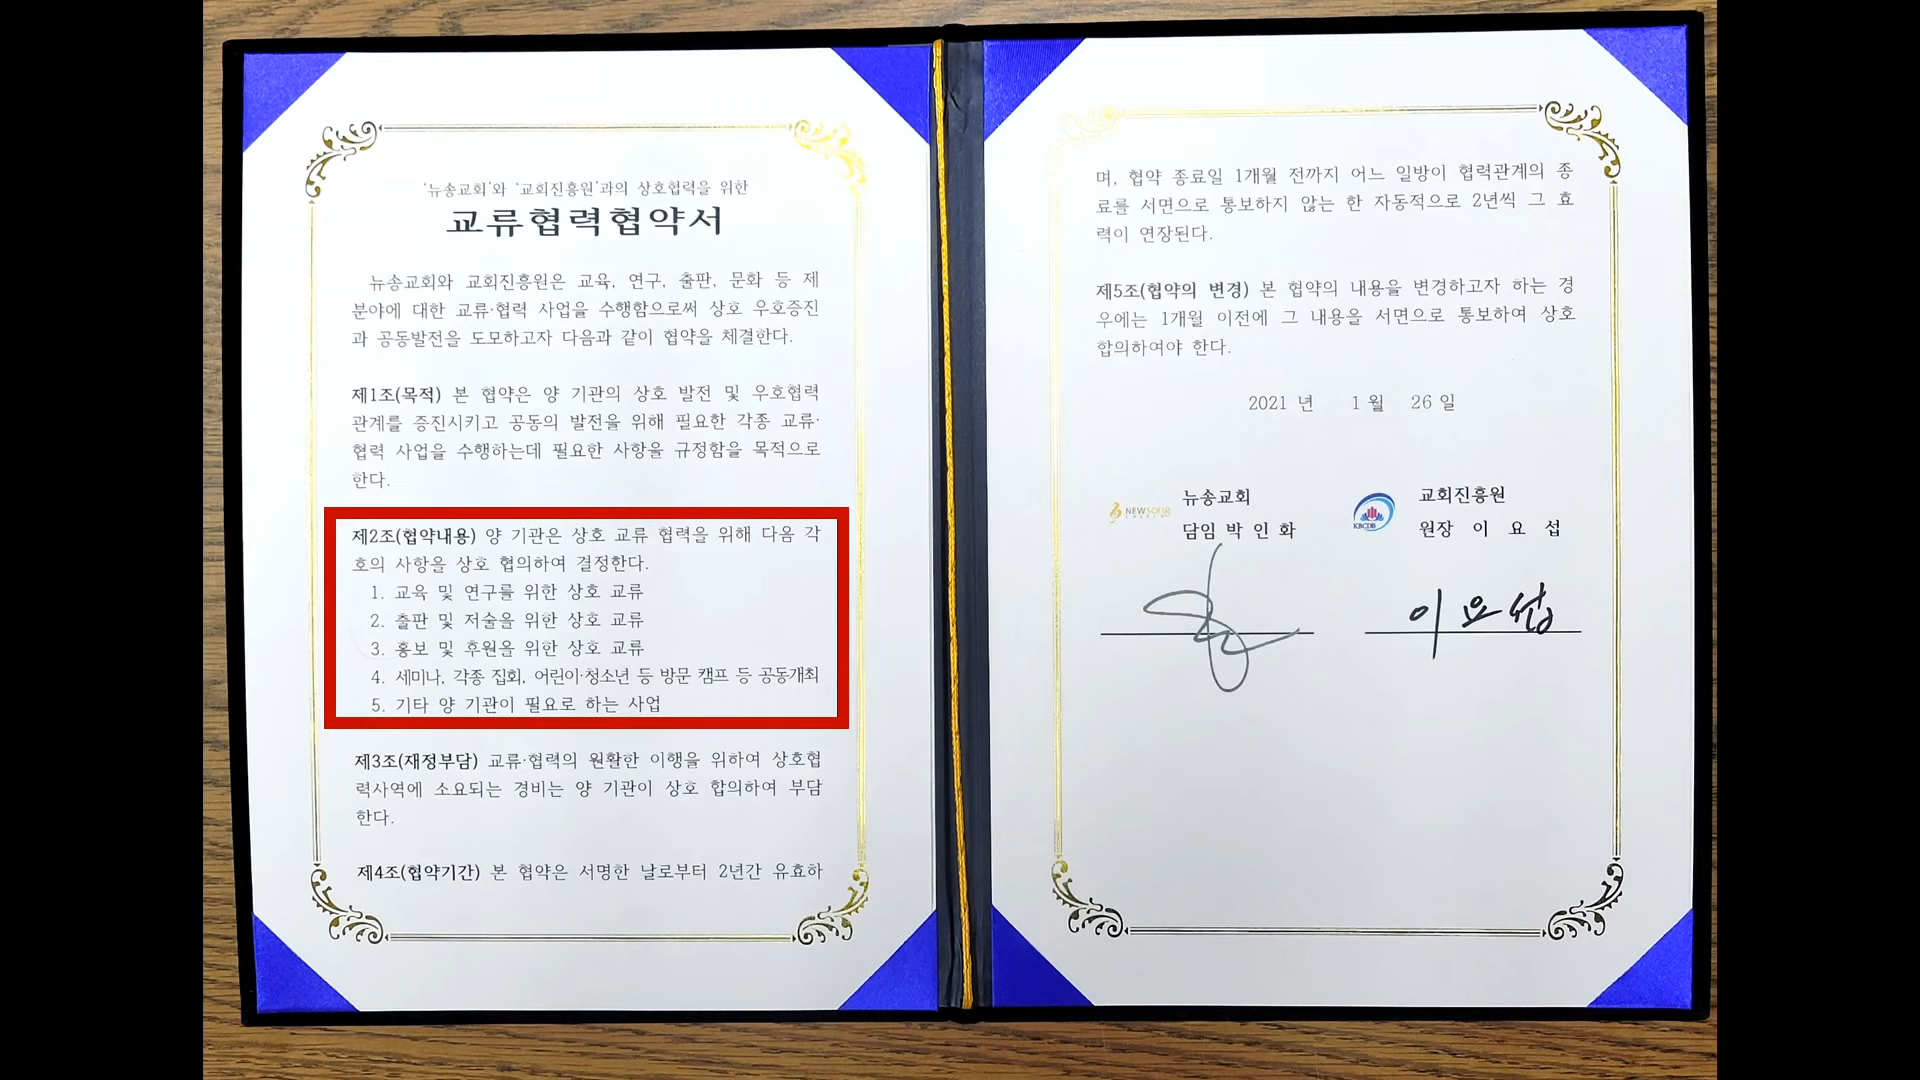 '뉴송교회'와 '교회진흥원'과의 상호협력을 위한
교류협력협약서
뉴송교회와 교회진흥원은 교육, 연구, 출판, 문화 등 제
분야에 대한 교류·협력 사업을 수행함으로써 상호 우호증진
과 공동발전을 도모하고자 다음과 같이 협약을 체결한다.
제1조(목적) 본 협약은 양 기관의 상호 발전 및 우호협력
관계를 증진시키고 공동의 발전을 위해 필요한 각종 교류·
협력 사업을 수행하는데 필요한 사항을 규정함을 목적으로
한다.
제2조(협약내용) 양 기관은 상호 교류 협력을 위해 다음 각
호의 사항을 상호 협의하여 결정한다.
1. 교육 및 연구를 위한 상호 교류
2. 출판 및 저술을 위한 상호 교류
3. 홍보 및 후원을 위한 상호 교류
4. 세미나, 각종 집회, 어린이·청소년 등 방문 캠프 등 공동개최
5. 기타 양 기관이 필요로 하는 사업
제3조(재정부담) 교류·협력의 원활한 이행을 위하여 상호협
력사역에 소요되는 경비는 양 기관이 상호 합의하여 부담
한다.
제4조(협약기간) 본 협약은 서명한 날로부터 2년간 유효하
며, 협약 종료일 1개월 전까지 어느 일방이 협력관계의 종
료를 서면으로 통보하지 않는 한 자동적으로 2년씩 그 효
력이 연장된다.
제5조(협약의 변경) 본 협약의 내용을 변경하고자 하는 경
우에는 1개월 이전에 그 내용을 서면으로 통보하여 상호
합의하여야 한다.
2021 년 1 월 26 일
NEWSONG
뉴송교회
담임 박 인 화
KBCDB
교회진흥원
원장 이 요 섭
이 요 섭